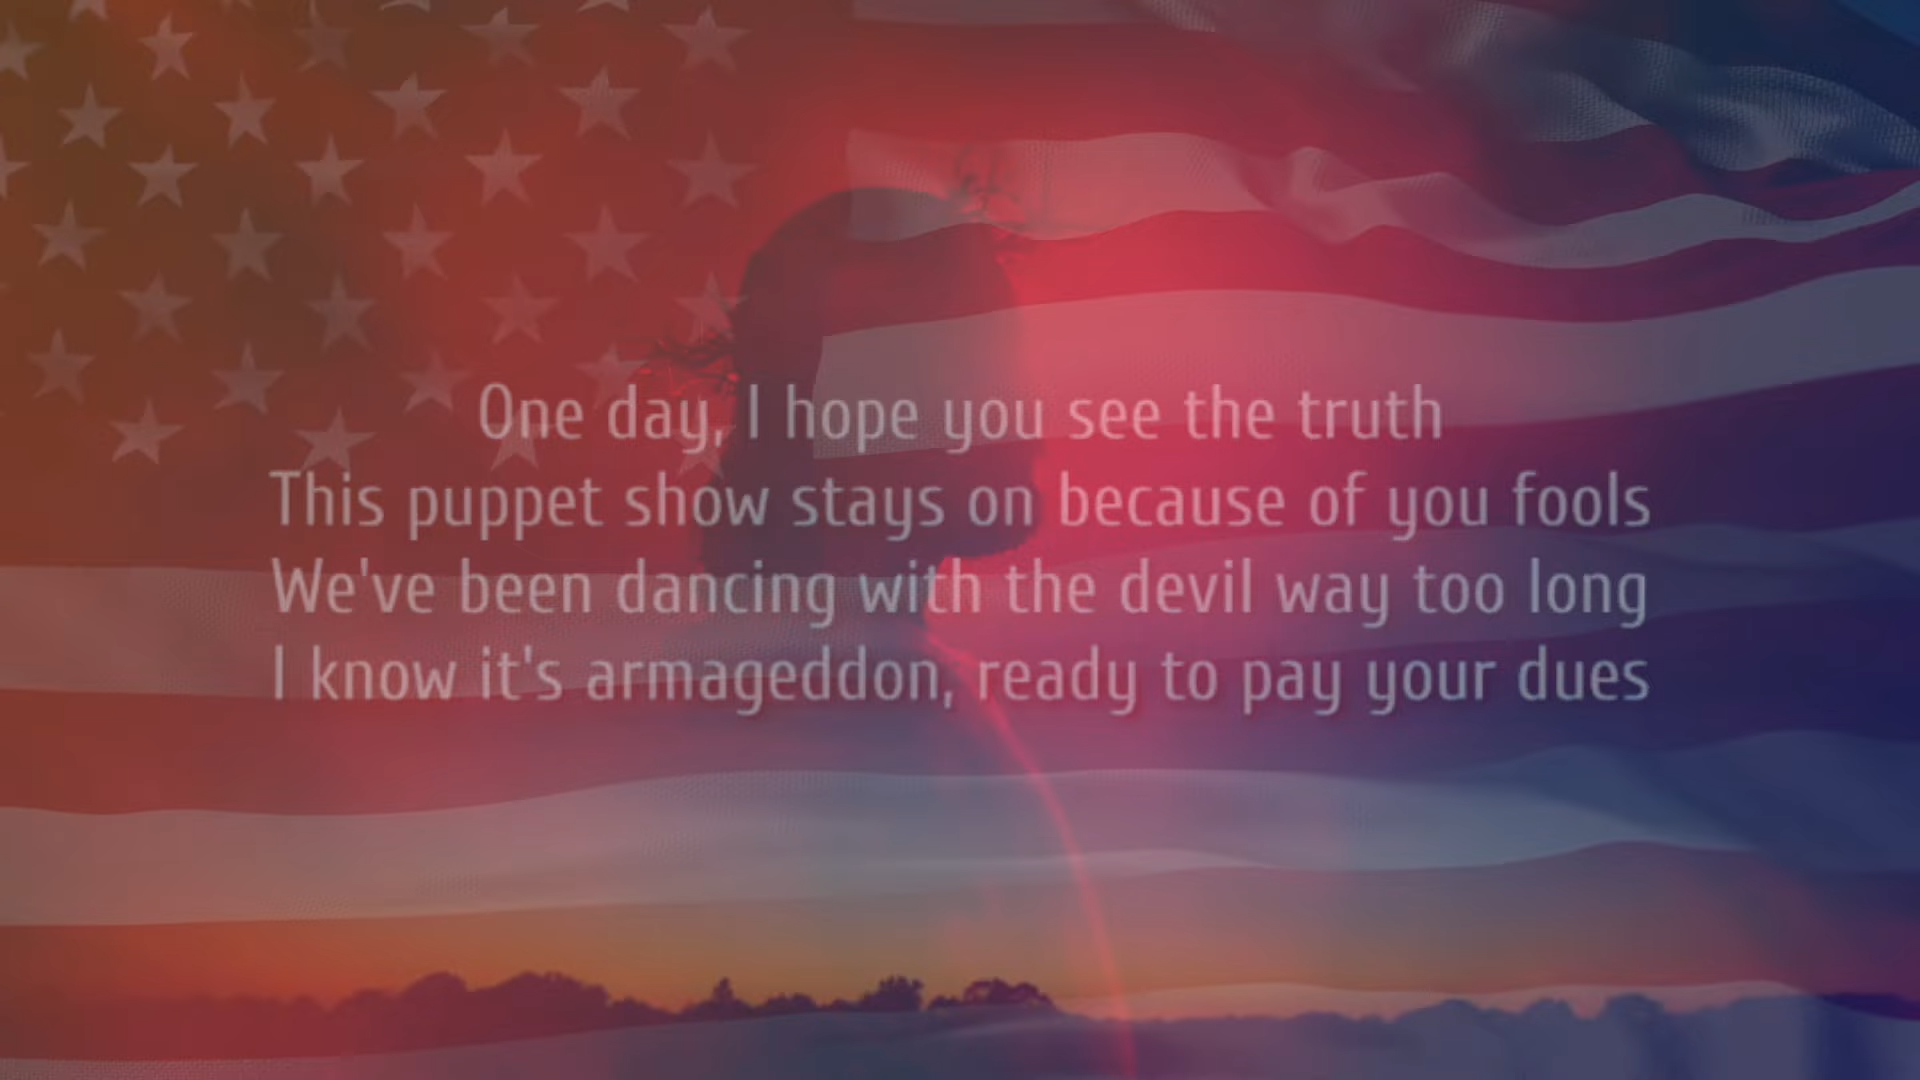 One day, I hope you see the truth
This puppet show stays on because of you fools
We've been dancing with the devil way too long
I know it's armageddon, ready to pay your dues